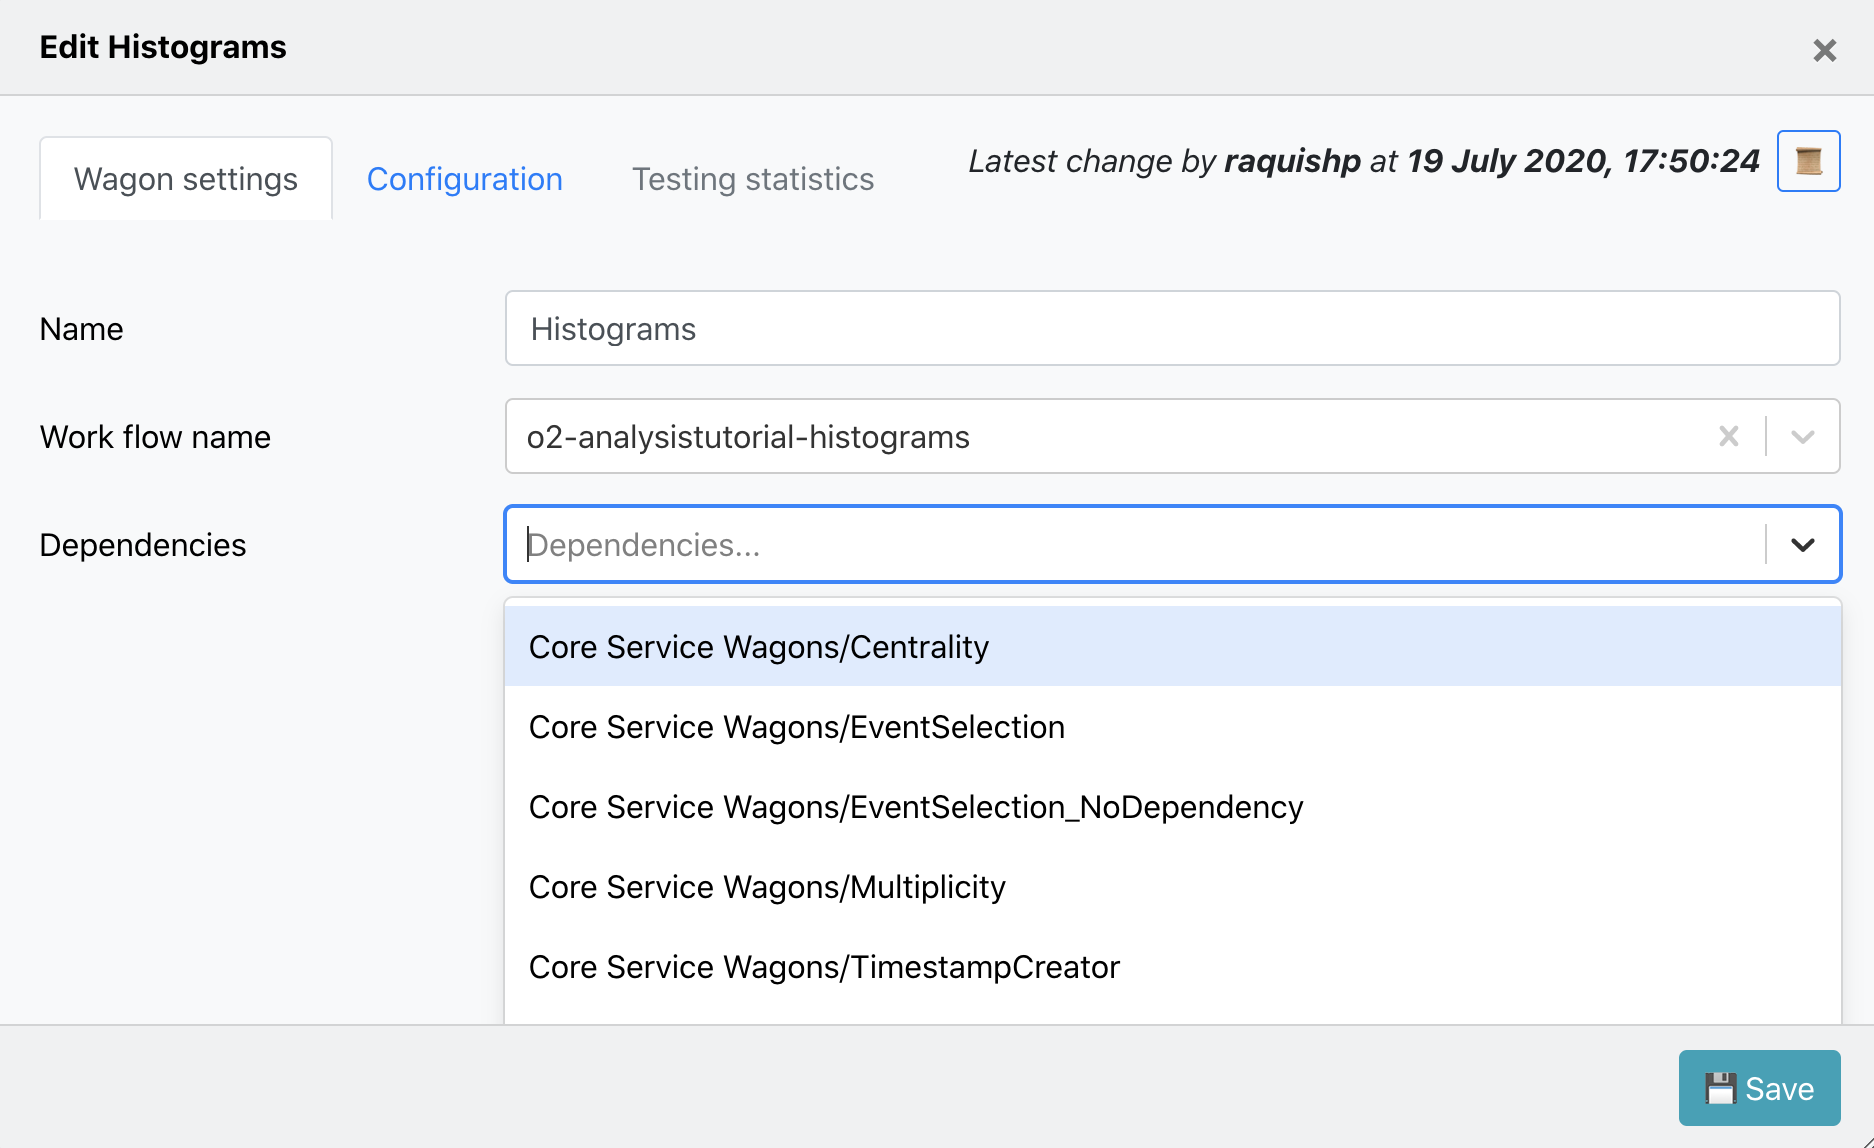 Edit Histograms
Wagon settings
Configuration
Testing statistics
Latest change by raquishp at 19 July 2020, 17:50:24
Name
Histograms
Work flow name
o2-analysistutorial-histograms
Dependencies
Dependencies...
Core Service Wagons/Centrality
Core Service Wagons/EventSelection
Core Service Wagons/EventSelection_NoDependency
Core Service Wagons/Multiplicity
Core Service Wagons/TimestampCreator
Save